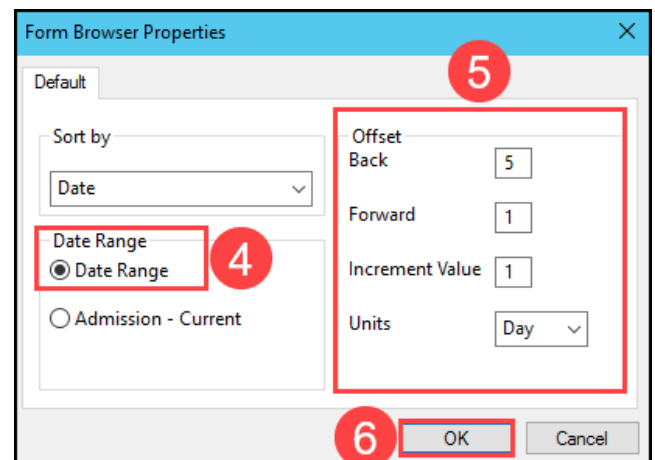 Form Browser Properties
5
Default
Sort by
Date
Offset
Back 5
Forward 1
Increment Value 1
Units Day
Date Range
Date Range
4
Admission - Current
6
OK Cancel